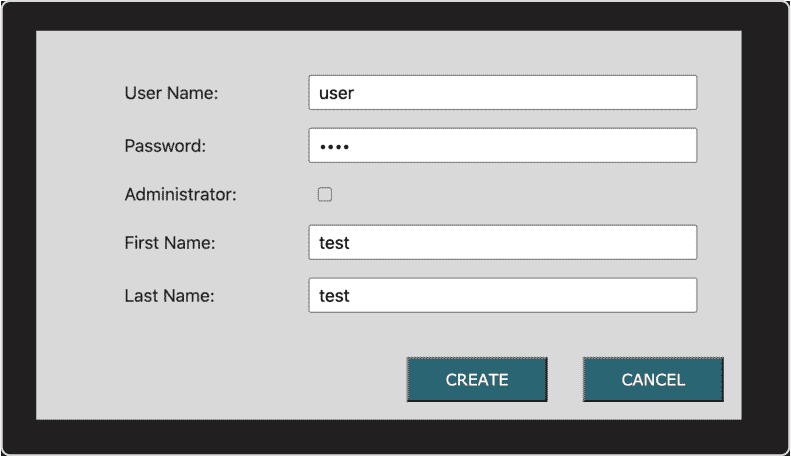 User Name: user
Password: ••••
Administrator:
First Name: test
Last Name: test
CREATE CANCEL